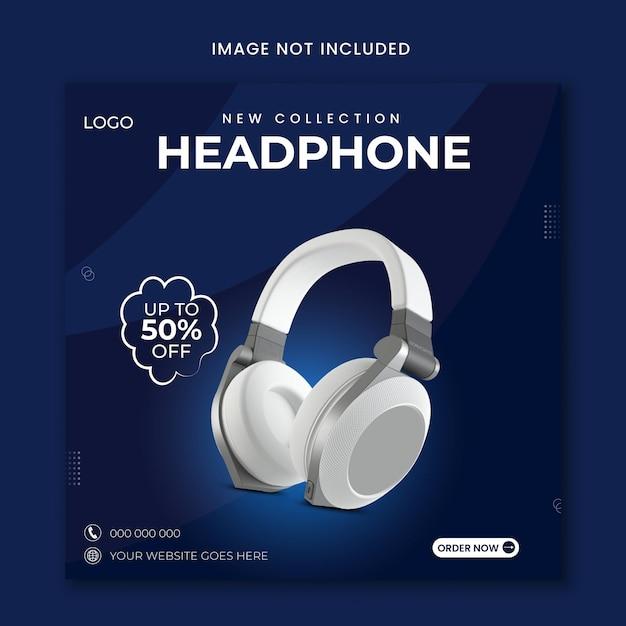 IMAGE NOT INCLUDED
LOGO
NEW COLLECTION
HEADPHONE
UP TO
50%
OFF
000 000 000
YOUR WEBSITE GOES HERE
ORDER NOW